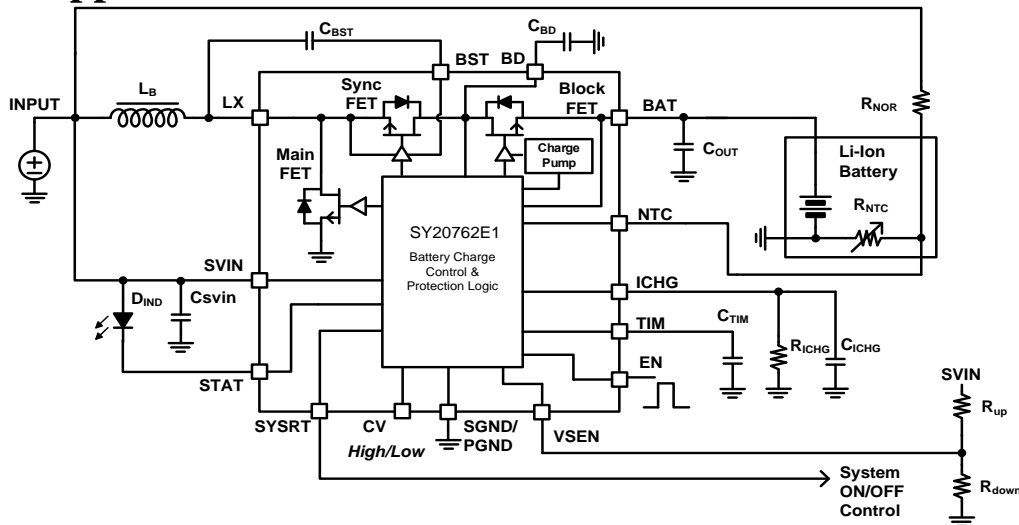 C_BST
C_BD
BST BD
Sync
FET
Block
FET
L_B
LX
INPUT
BAT
R_NOR
Main
FET
Charge
Pump
C_OUT
Li-Ion
Battery
R_NTC
NTC
SY20762E1
Battery Charge
Control &
Protection Logic
SVIN
D_IND
Csvin
ICHG
TIM
C_TIM
R_ICHG
C_ICHG
EN
STAT
SVIN
R_up
SYSRT
CV
High/Low
SGND/
PGND
VSEN
System
ON/OFF
Control
R_down